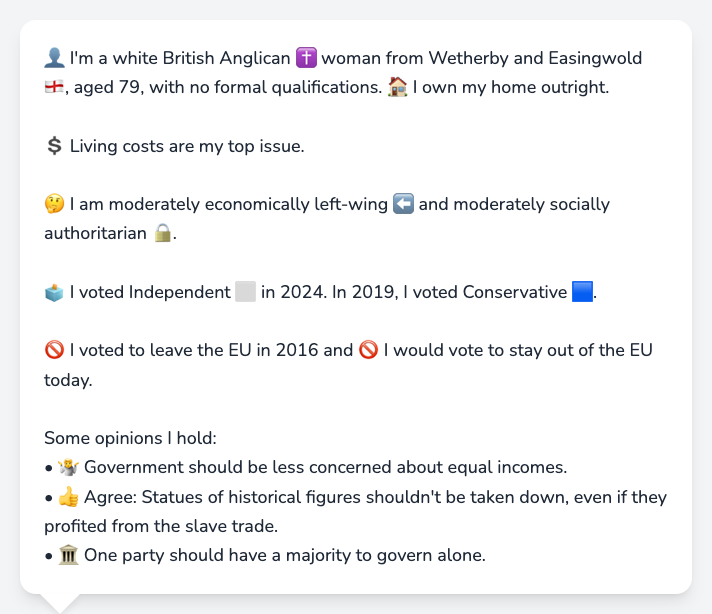 👤 I'm a white British Anglican ✝️ woman from Wetherby and Easingwold
🏴󠁧󠁢󠁥󠁮󠁧󠁿, aged 79, with no formal qualifications. 🏠 I own my home outright.
💲 Living costs are my top issue.
🤔 I am moderately economically left-wing ⬅️ and moderately socially
authoritarian 🔒.
🗳️ I voted Independent ⬜ in 2024. In 2019, I voted Conservative 🟦.
🚫 I voted to leave the EU in 2016 and 🚫 I would vote to stay out of the EU
today.
Some opinions I hold:
• 🤷 Government should be less concerned about equal incomes.
• 👍 Agree: Statues of historical figures shouldn't be taken down, even if they
profited from the slave trade.
• 🏛️ One party should have a majority to govern alone.